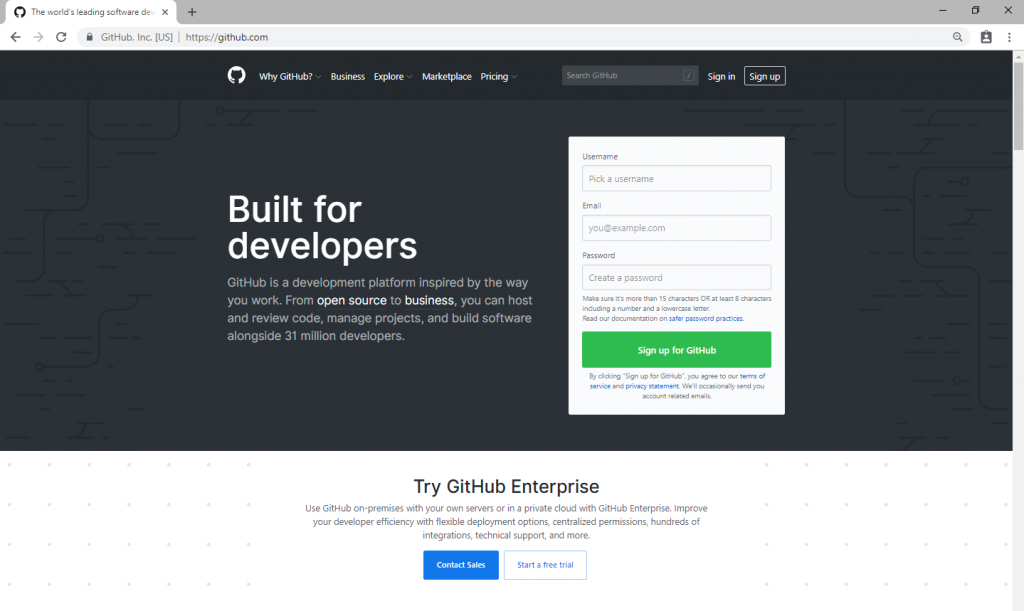 The world's leading software dev
GitHub, Inc. [US] | https://github.com
Why GitHub? Business Explore Marketplace Pricing Search GitHub / Sign in Sign up
Built for
developers
GitHub is a development platform inspired by the way
you work. From open source to business, you can host
and review code, manage projects, and build software
alongside 31 million developers.
Username
Pick a username
Email
you@example.com
Password
Create a password
Make sure it's more than 15 characters OR at least 8 characters
including a number and a lowercase letter.
Read our documentation on safer password practices.
Sign up for GitHub
By clicking "Sign up for GitHub", you agree to our terms of
service and privacy statement. We'll occasionally send you
account related emails.
Try GitHub Enterprise
Use GitHub on-premises with your own servers or in a private cloud with GitHub Enterprise. Improve
your developer efficiency with flexible deployment options, centralized permissions, hundreds of
integrations, technical support, and more.
Contact Sales Start a free trial